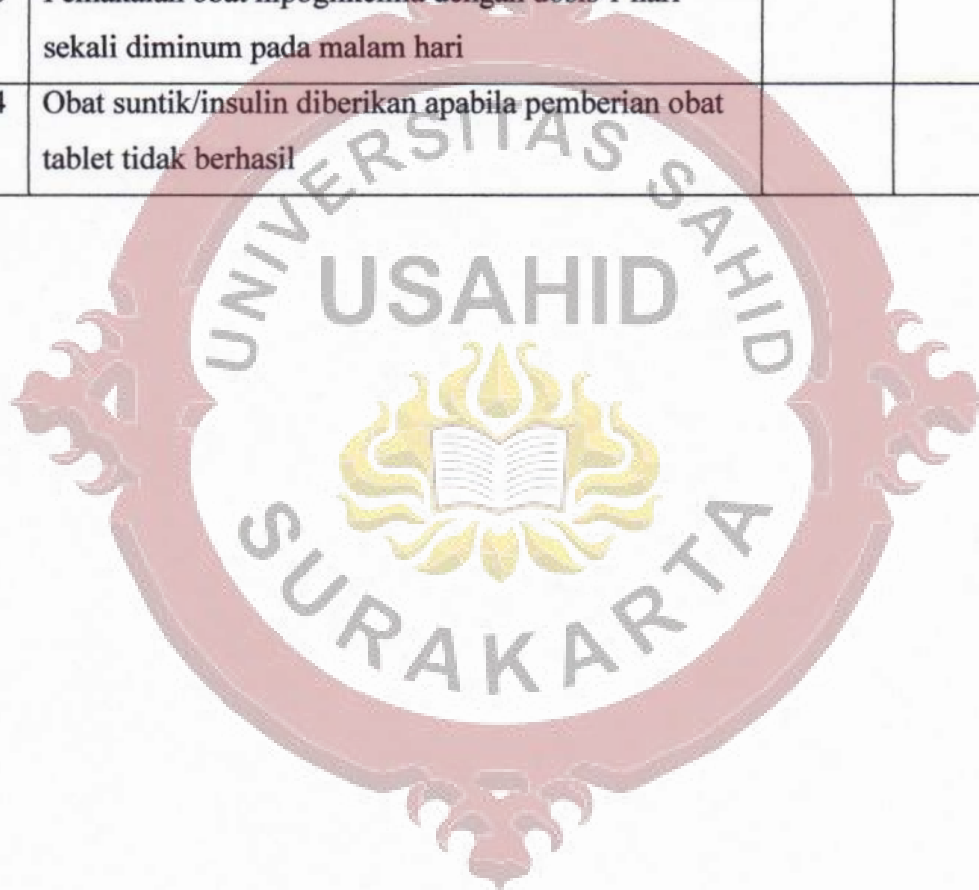 sekali diminum pada malam hari
4 Obat suntik/insulin diberikan apabila pemberian obat
tablet tidak berhasil
UNIVERSITAS SAHID
USAHID
SURAKARTA